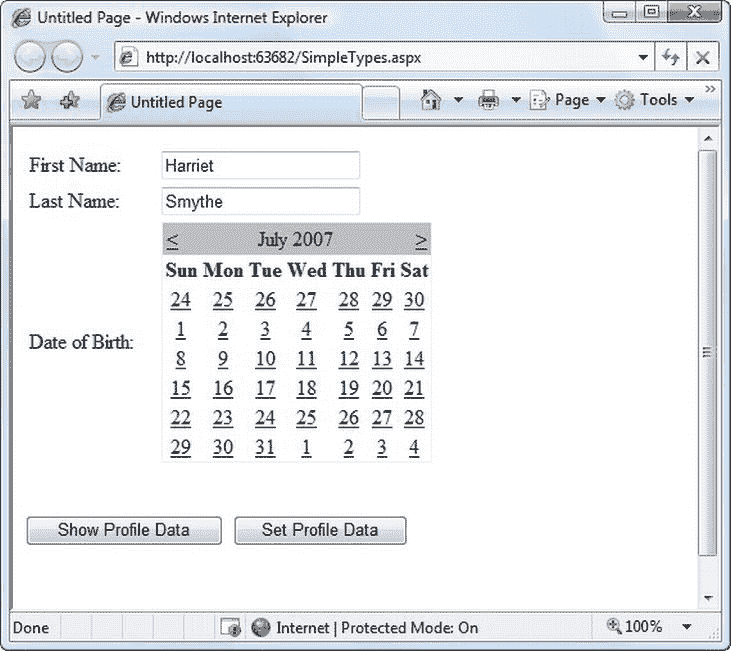 Untitled Page - Windows Internet Explorer
http://localhost:63682/SimpleTypes.aspx
Untitled Page
Page
Tools
First Name: Harriet
Last Name: Smythe
< July 2007 >
Sun Mon Tue Wed Thu Fri Sat
24 25 26 27 28 29 30
1 2 3 4 5 6 7
Date of Birth:
8 9 10 11 12 13 14
15 16 17 18 19 20 21
22 23 24 25 26 27 28
29 30 31 1 2 3 4
Show Profile Data Set Profile Data
Done Internet | Protected Mode: On 100%